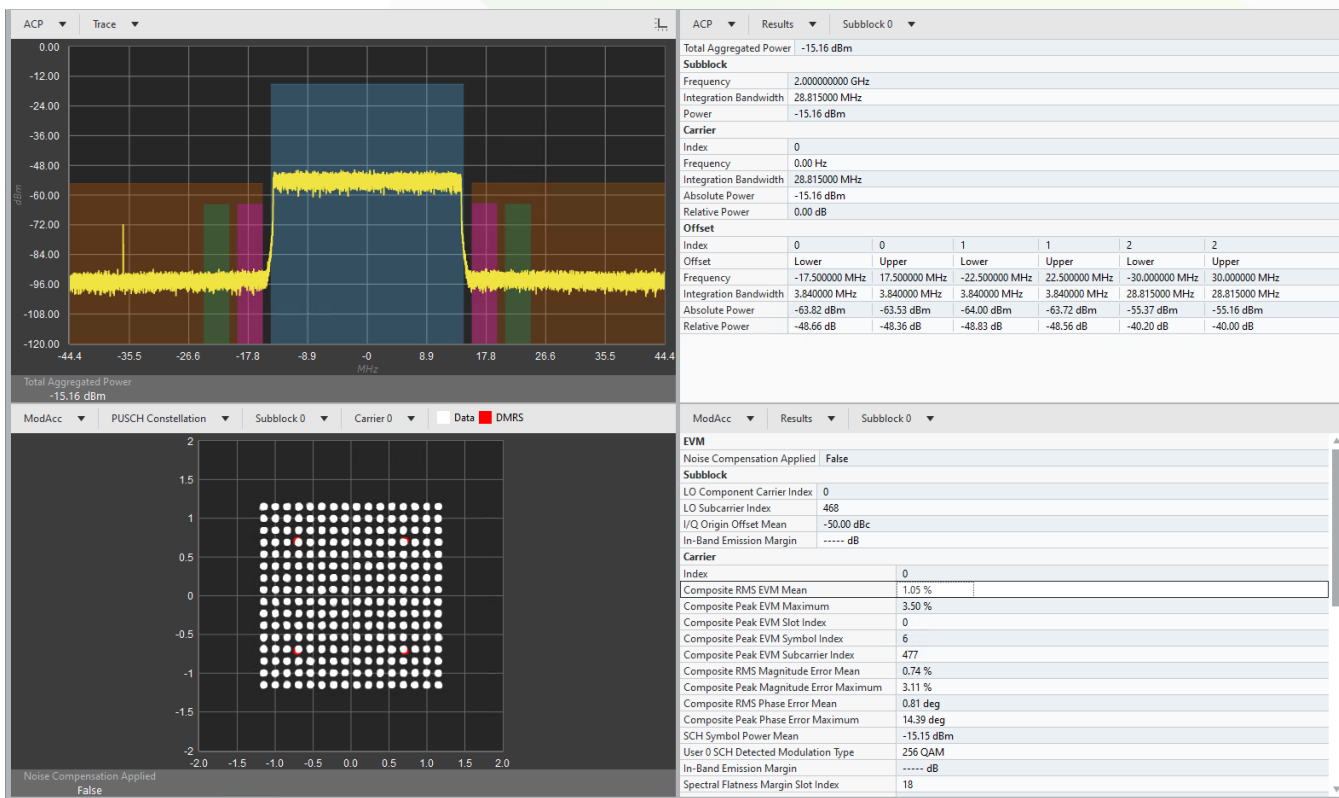 ACP Trace
0.00
-12.00
-24.00
-36.00
-48.00
-60.00
-72.00
-84.00
-96.00
-108.00
-120.00
dBm
-44.4 -35.5 -26.6 -17.8 -8.9 -0 8.9 17.8 26.6 35.5 44.4
MHz
Total Aggregated Power
-15.16 dBm
ACP Results Subblock 0
Total Aggregated Power -15.16 dBm
Subblock
Frequency 2.000000000 GHz
Integration Bandwidth 28.815000 MHz
Power -15.16 dBm
Carrier
Index 0
Frequency 0.00 Hz
Integration Bandwidth 28.815000 MHz
Absolute Power -15.16 dBm
Relative Power 0.00 dB
Offset
Index 0 0 1 1 2 2
Offset Lower Upper Lower Upper Lower Upper
Frequency -17.500000 MHz 17.500000 MHz -22.500000 MHz 22.500000 MHz -30.000000 MHz 30.000000 MHz
Integration Bandwidth 3.840000 MHz 3.840000 MHz 3.840000 MHz 3.840000 MHz 28.815000 MHz 28.815000 MHz
Absolute Power -63.82 dBm -63.53 dBm -64.00 dBm -63.72 dBm -55.37 dBm -55.16 dBm
Relative Power -48.66 dB -48.36 dB -48.83 dB -48.56 dB -40.20 dB -40.00 dB
ModAcc PUSCH Constellation Subblock 0 Carrier 0 Data DMRS
2
1.5
1
0.5
0
-0.5
-1
-1.5
-2
-2.0 -1.5 -1.0 -0.5 0.0 0.5 1.0 1.5 2.0
Noise Compensation Applied
False
ModAcc Results Subblock 0
EVM
Noise Compensation Applied False
Subblock
LO Component Carrier Index 0
LO Subcarrier Index 468
I/Q Origin Offset Mean -50.00 dBc
In-Band Emission Margin ----- dB
Carrier
Index 0
Composite RMS EVM Mean 1.05 %
Composite Peak EVM Maximum 3.50 %
Composite Peak EVM Slot Index 0
Composite Peak EVM Symbol Index 6
Composite Peak EVM Subcarrier Index 477
Composite RMS Magnitude Error Mean 0.74 %
Composite Peak Magnitude Error Maximum 3.11 %
Composite RMS Phase Error Mean 0.81 deg
Composite Peak Phase Error Maximum 14.39 deg
SCH Symbol Power Mean -15.15 dBm
User 0 SCH Detected Modulation Type 256 QAM
In-Band Emission Margin ----- dB
Spectral Flatness Margin Slot Index 18